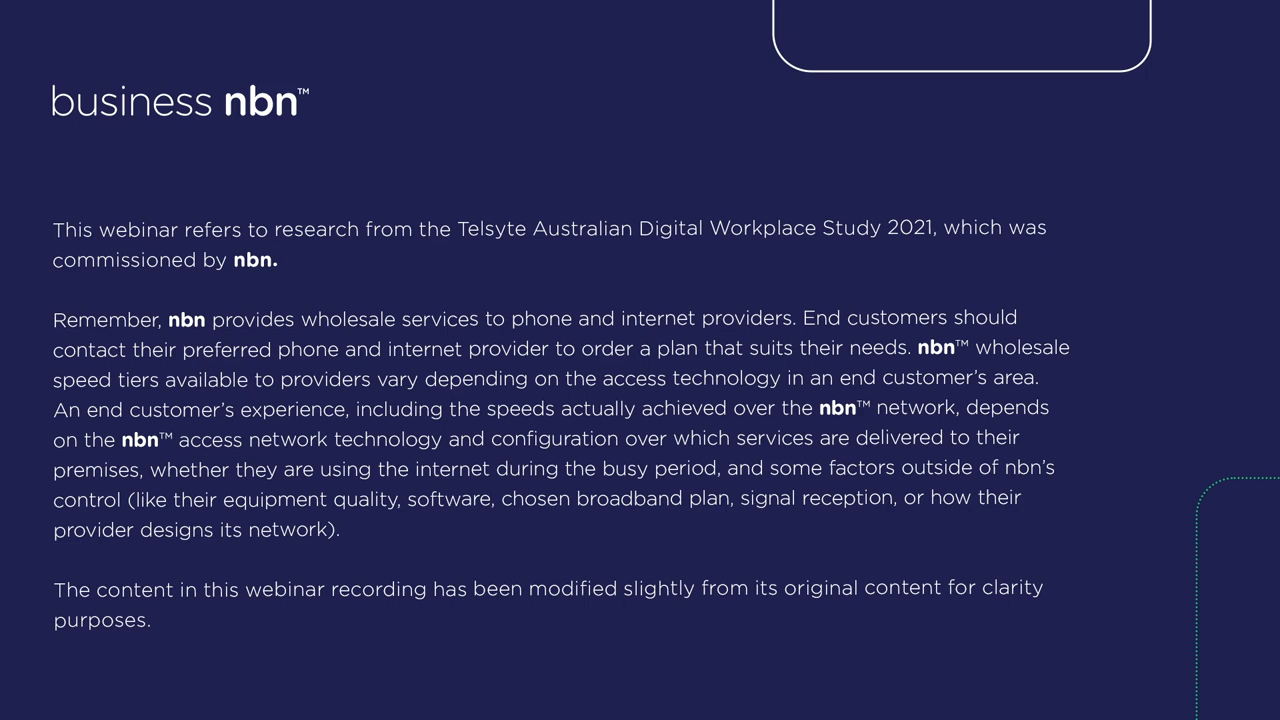 business nbn™
This webinar refers to research from the Telsyte Australian Digital Workplace Study 2021, which was
commissioned by nbn.
Remember, nbn provides wholesale services to phone and internet providers. End customers should
contact their preferred phone and internet provider to order a plan that suits their needs. nbn™ wholesale
speed tiers available to providers vary depending on the access technology in an end customer’s area.
An end customer’s experience, including the speeds actually achieved over the nbn™ network, depends
on the nbn™ access network technology and configuration over which services are delivered to their
premises, whether they are using the internet during the busy period, and some factors outside of nbn’s
control (like their equipment quality, software, chosen broadband plan, signal reception, or how their
provider designs its network).
The content in this webinar recording has been modified slightly from its original content for clarity
purposes.